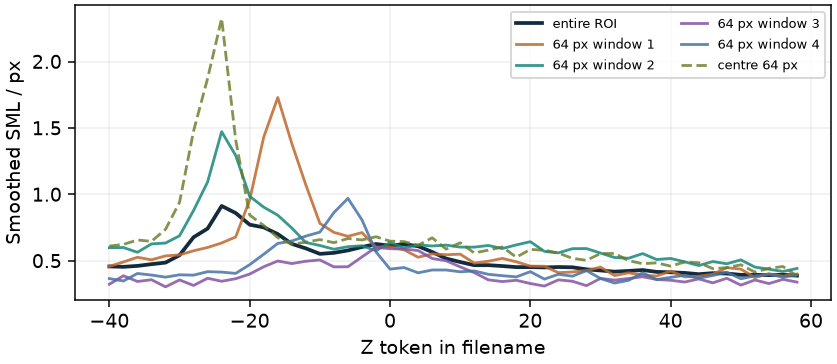 Smoothed SML / px
2.0
1.5
1.0
0.5
entire ROI
64 px window 1
64 px window 2
64 px window 3
64 px window 4
centre 64 px
−40
−20
0
20
40
60
Z token in filename